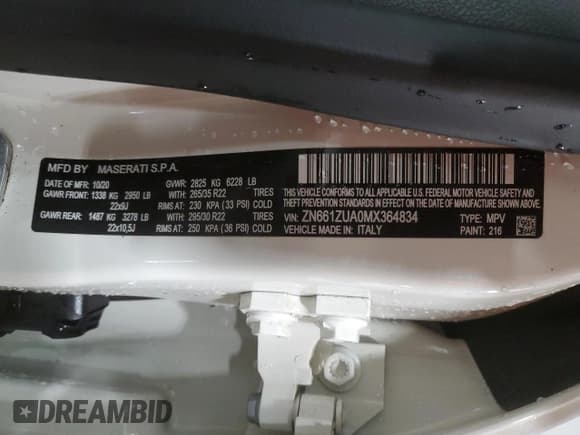 MFD BY MASERATI S.P.A.
DATE OF MFR: 10/20 GVWR: 2825 KG 6228 LB
GAWR FRONT: 1338 KG 2950 LB WITH 265/35 R22 TIRES
22x9J RIMS AT: 230 KPA (33 PSI) COLD
GAWR REAR: 1487 KG 3278 LB WITH 295/30 R22 TIRES
22x10,5J RIMS AT: 250 KPA (36 PSI) COLD
THIS VEHICLE CONFORMS TO ALL APPLICABLE U.S. FEDERAL MOTOR VEHICLE SAFETY,
BUMPER, AND THEFT PREVENTION STANDARDS IN EFFECT ON THE DATE OF MANUFACTURE SHOWN ABOVE.
VIN: ZN661ZUA0MX364834 TYPE: MPV
VEHICLE MADE IN: ITALY PAINT: 216
DREAMBID